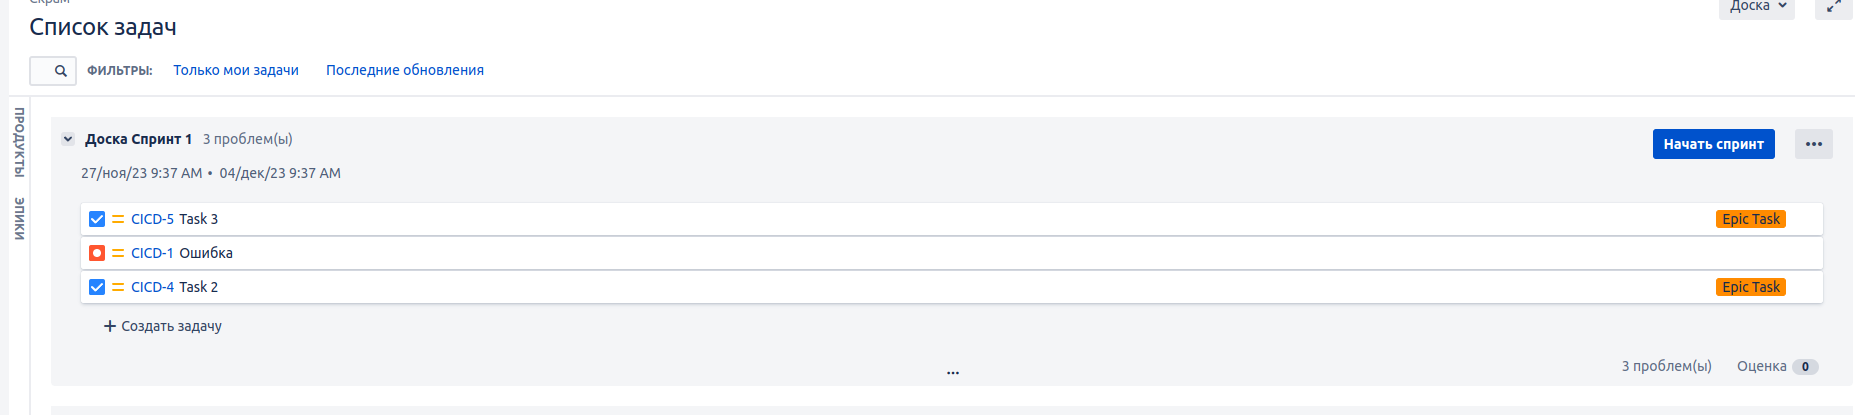 Скрам
Список задач
Доска
ФИЛЬТРЫ: Только мои задачи Последние обновления
ПРОДУКТЫ
ЭПИКИ
Доска Спринт 1 3 проблем(ы)
Начать спринт
27/ноя/23 9:37 AM • 04/дек/23 9:37 AM
CICD-5 Task 3 Epic Task
CICD-1 Ошибка
CICD-4 Task 2 Epic Task
+ Создать задачу
...
3 проблем(ы) Оценка 0